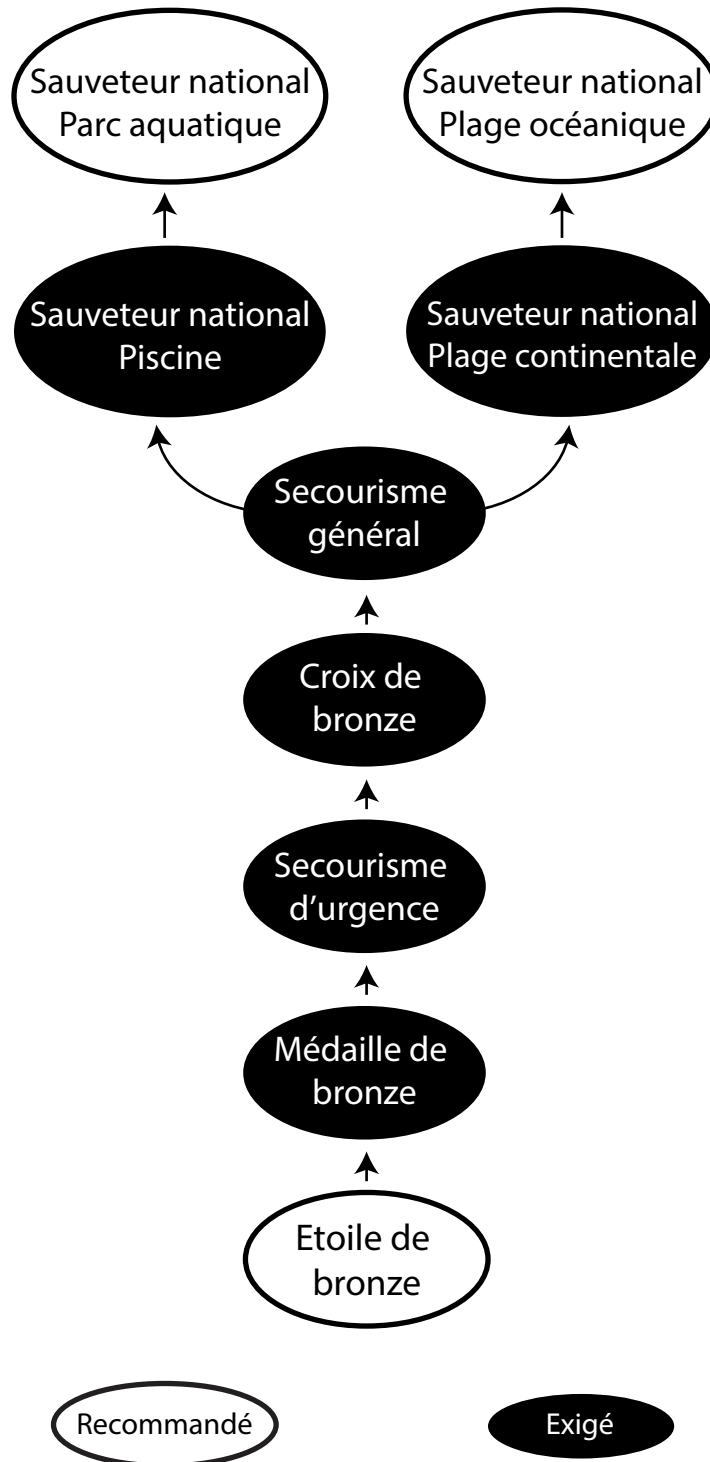 Sauveteur national
Parc aquatique
Sauveteur national
Plage océanique
Sauveteur national
Piscine
Sauveteur national
Plage continentale
Secourisme
général
Croix de
bronze
Secourisme
d'urgence
Médaille de
bronze
Etoile de
bronze
Recommandé
Exigé